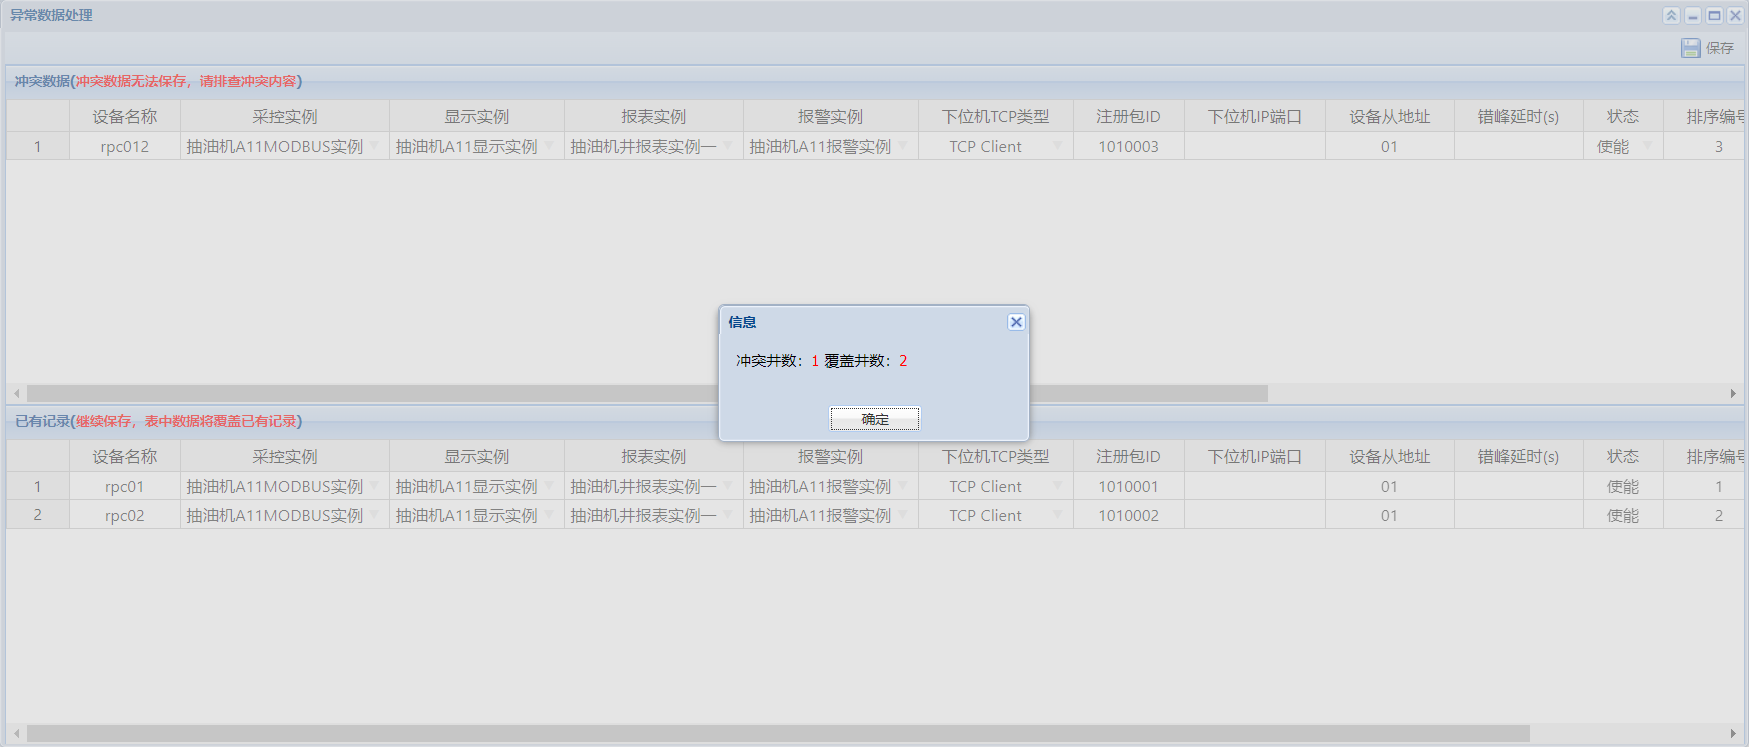 异常数据处理
保存
冲突数据(冲突数据无法保存，请排查冲突内容)
设备名称 采控实例 显示实例 报表实例 报警实例 下位机TCP类型 注册包ID 下位机IP端口 设备从地址 错峰延时(s) 状态 排序编号
1 rpc012 抽油机A11MODBUS实例 抽油机A11显示实例 抽油机井报表实例一 抽油机A11报警实例 TCP Client 1010003 01 使能 3
信息
冲突井数：1 覆盖井数：2
确定
已有记录(继续保存，表中数据将覆盖已有记录)
设备名称 采控实例 显示实例 报表实例 报警实例 下位机TCP类型 注册包ID 下位机IP端口 设备从地址 错峰延时(s) 状态 排序编号
1 rpc01 抽油机A11MODBUS实例 抽油机A11显示实例 抽油机井报表实例一 抽油机A11报警实例 TCP Client 1010001 01 使能 1
2 rpc02 抽油机A11MODBUS实例 抽油机A11显示实例 抽油机井报表实例一 抽油机A11报警实例 TCP Client 1010002 01 使能 2